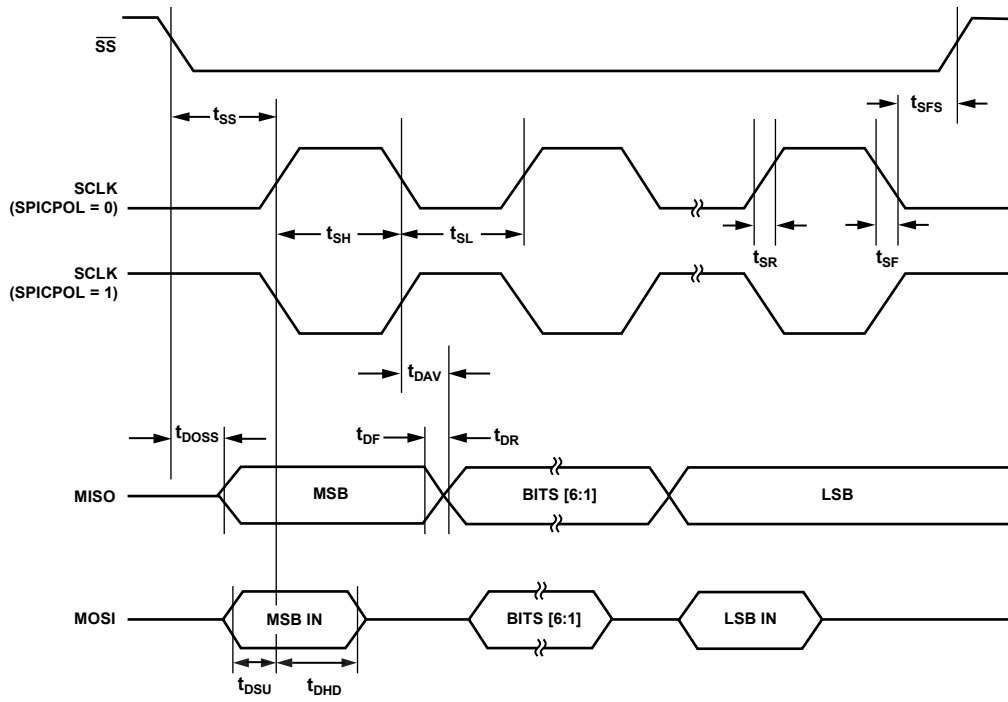 SS
tSS
tSFS
SCLK
(SPICPOL = 0)
tSH
tSL
tSR
tSF
SCLK
(SPICPOL = 1)
tDAV
tDOSS
tDF
tDR
MISO
MSB
BITS [6:1]
LSB
MOSI
MSB IN
BITS [6:1]
LSB IN
tDSU
tDHD